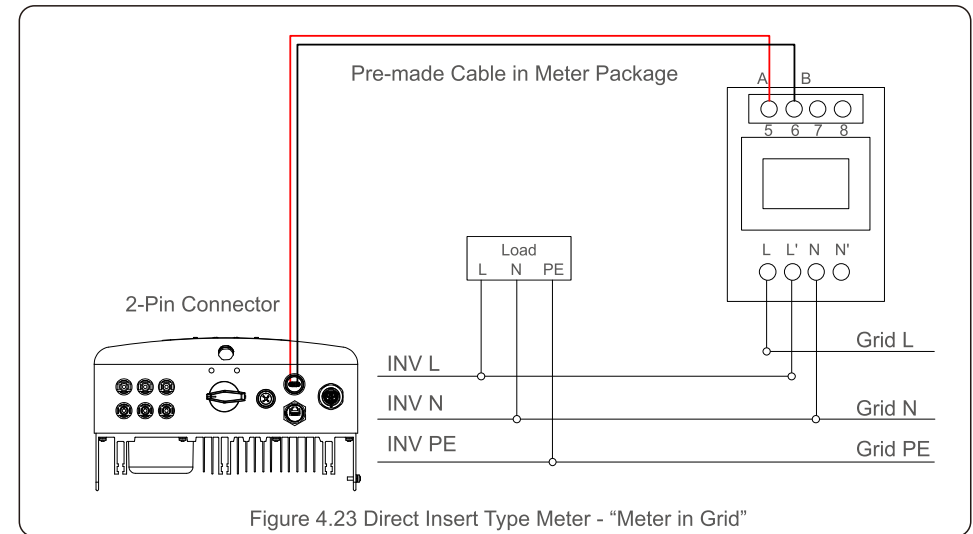 Pre-made Cable in Meter Package
A B
5 6 7 8
L L' N N'
Load
L N PE
2-Pin Connector
Grid L
INV L
INV N
Grid N
INV PE
Grid PE
Figure 4.23 Direct Insert Type Meter - “Meter in Grid”